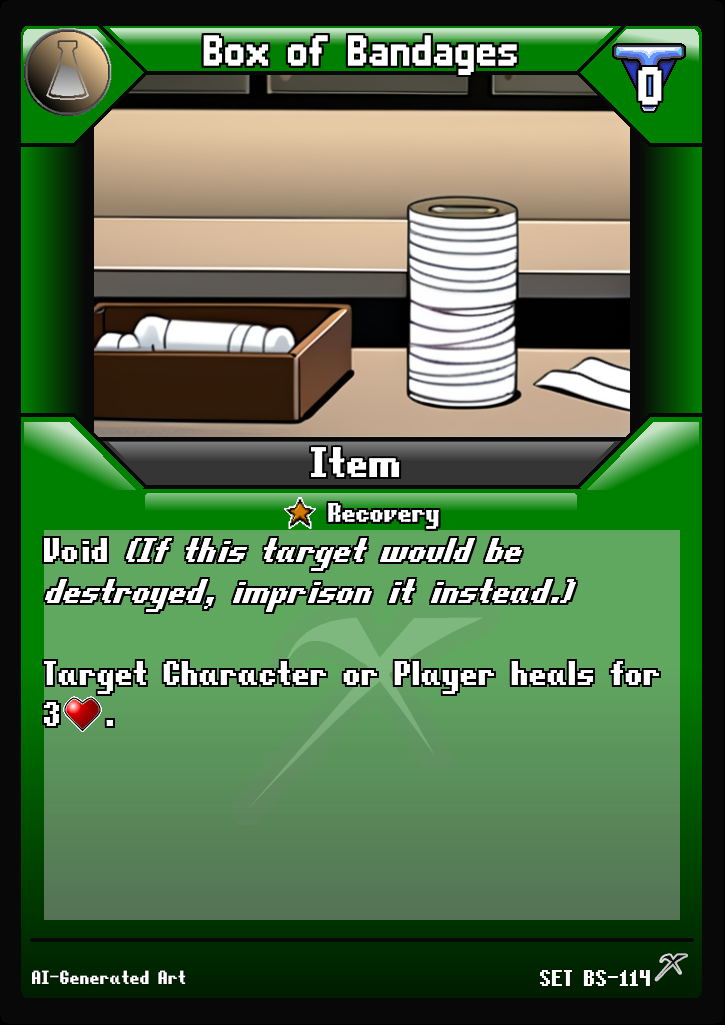 Box of Bandages
0
Item
Recovery
Void (If this target would be
destroyed, imprison it instead.)
Target Character or Player heals for
3.
AI-Generated Art
SET BS-114